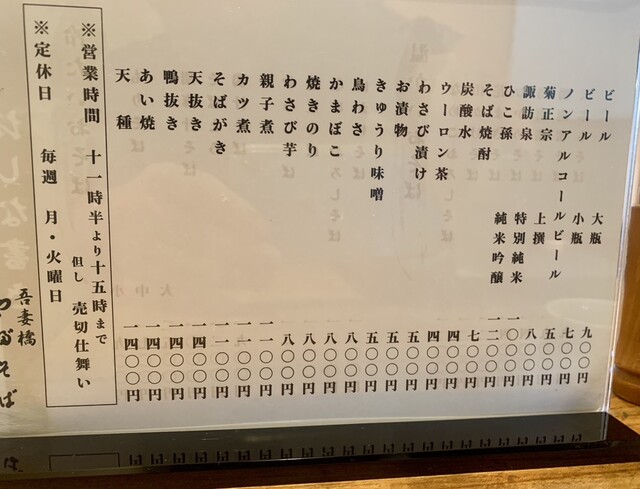 ビール 大瓶 九〇〇円
ビール 小瓶 七〇〇円
ノンアルコールビール 五〇〇円
菊正宗 上撰 八〇〇円
諏訪泉 特別純米 一〇〇〇円
ひこ孫 純米吟醸 一二〇〇円
そば焼酎 七〇〇円
炭酸水 四〇〇円
ウーロン茶 四〇〇円
わさび漬け 五〇〇円
お漬物 五〇〇円
きゅうり味噌 五〇〇円
鳥わさ 八〇〇円
かまぼこ 八〇〇円
焼きのり 八〇〇円
わさび芋 八〇〇円
親子煮 一一〇〇円
カツ煮 一一〇〇円
そばがき 一一〇〇円
天抜き 一四〇〇円
鴨抜き 一四〇〇円
あい焼 一四〇〇円
天種 一四〇〇円
※営業時間 十一時半より十五時まで
但し 売切仕舞い
※定休日 毎週 月・火曜日
吾妻橋